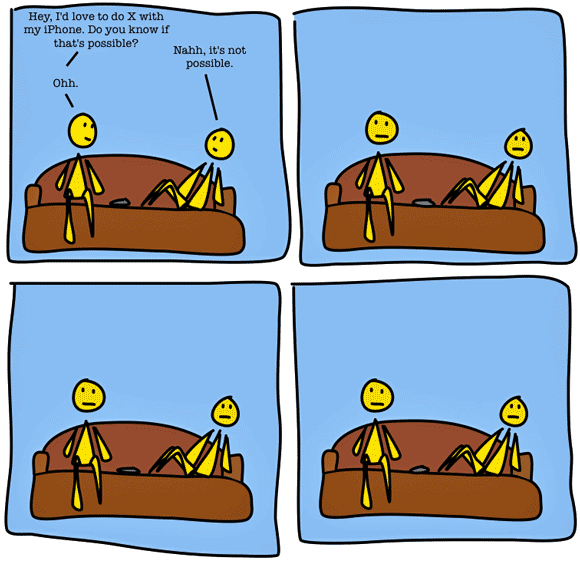 Hey, I'd love to do X with
my iPhone. Do you know if
that's possible?
Nahh, it's not
possible.
Ohh.